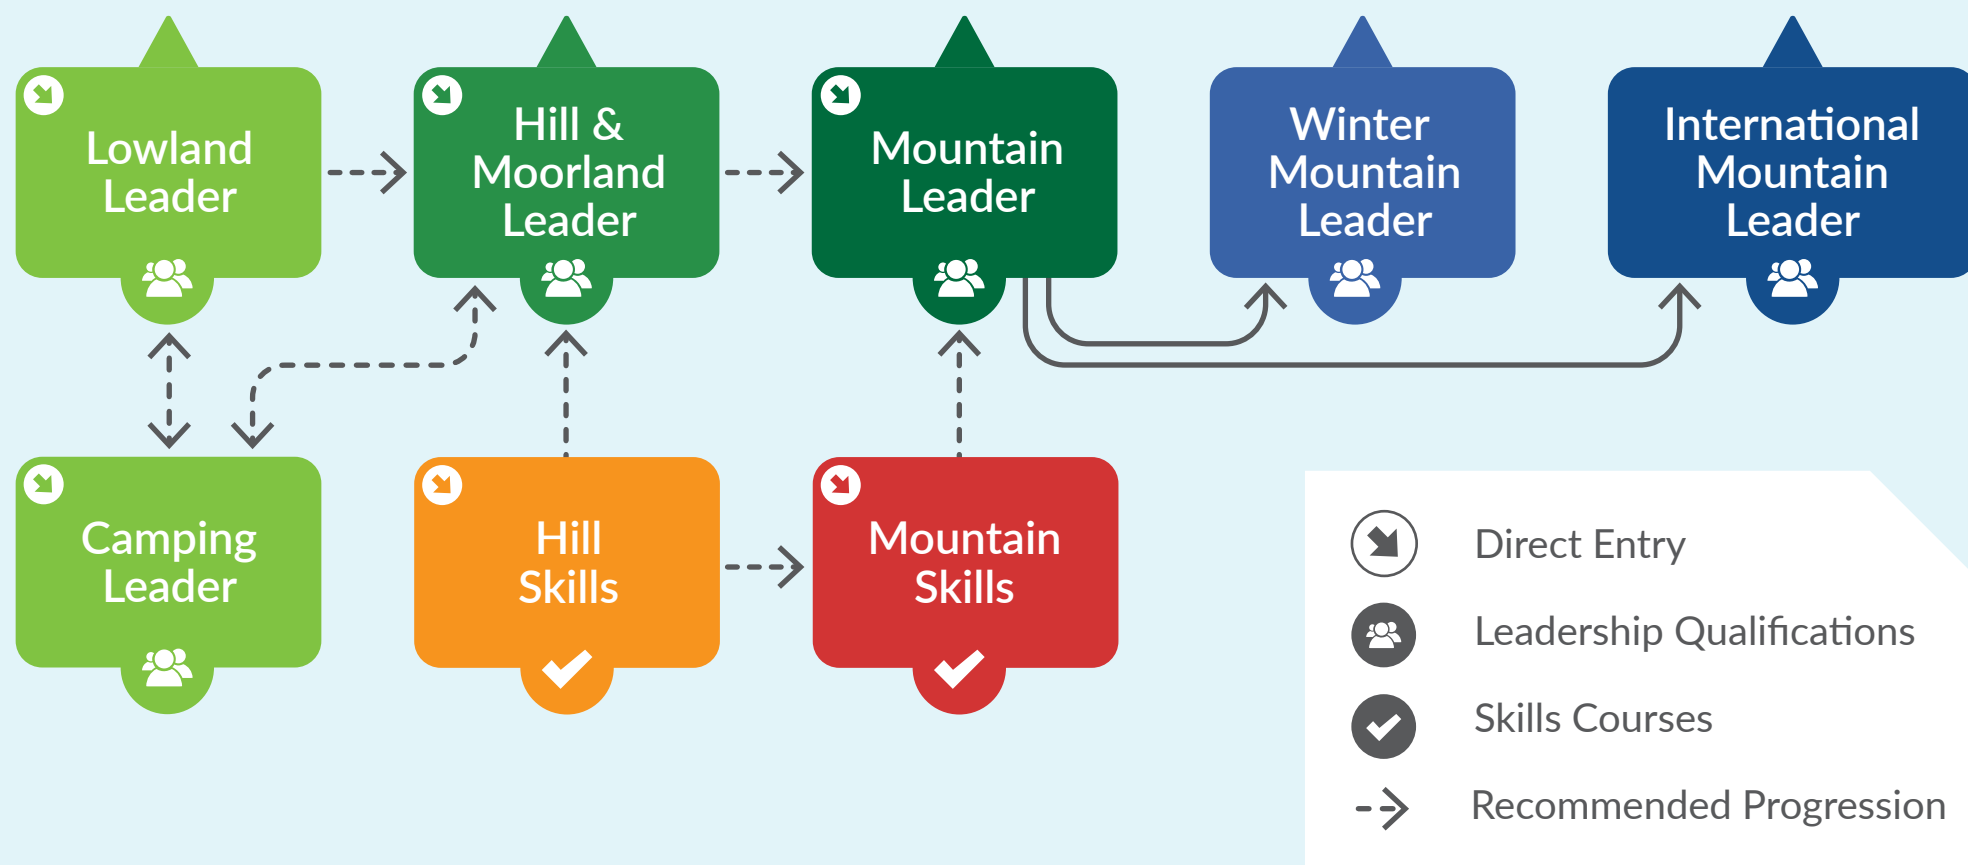 Lowland
Leader
Hill &
Moorland
Leader
Mountain
Leader
Winter
Mountain
Leader
International
Mountain
Leader
Camping
Leader
Hill
Skills
Mountain
Skills
Direct Entry
Leadership Qualifications
Skills Courses
Recommended Progression